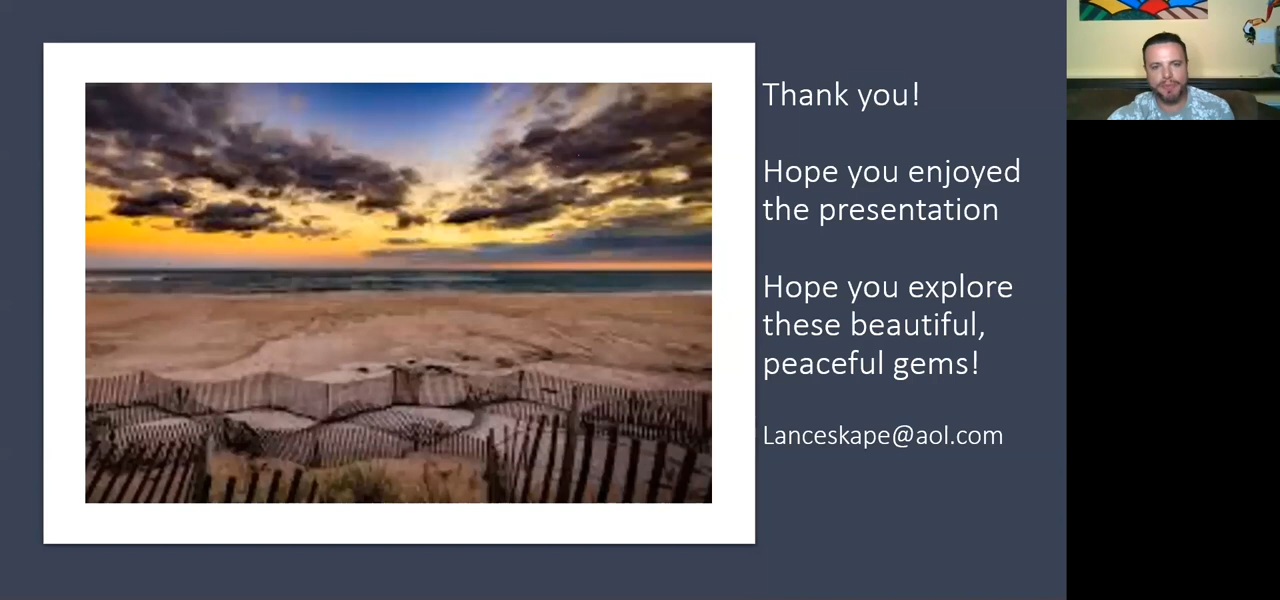 Thank you!
Hope you enjoyed
the presentation
Hope you explore
these beautiful,
peaceful gems!
Lanceskape@aol.com